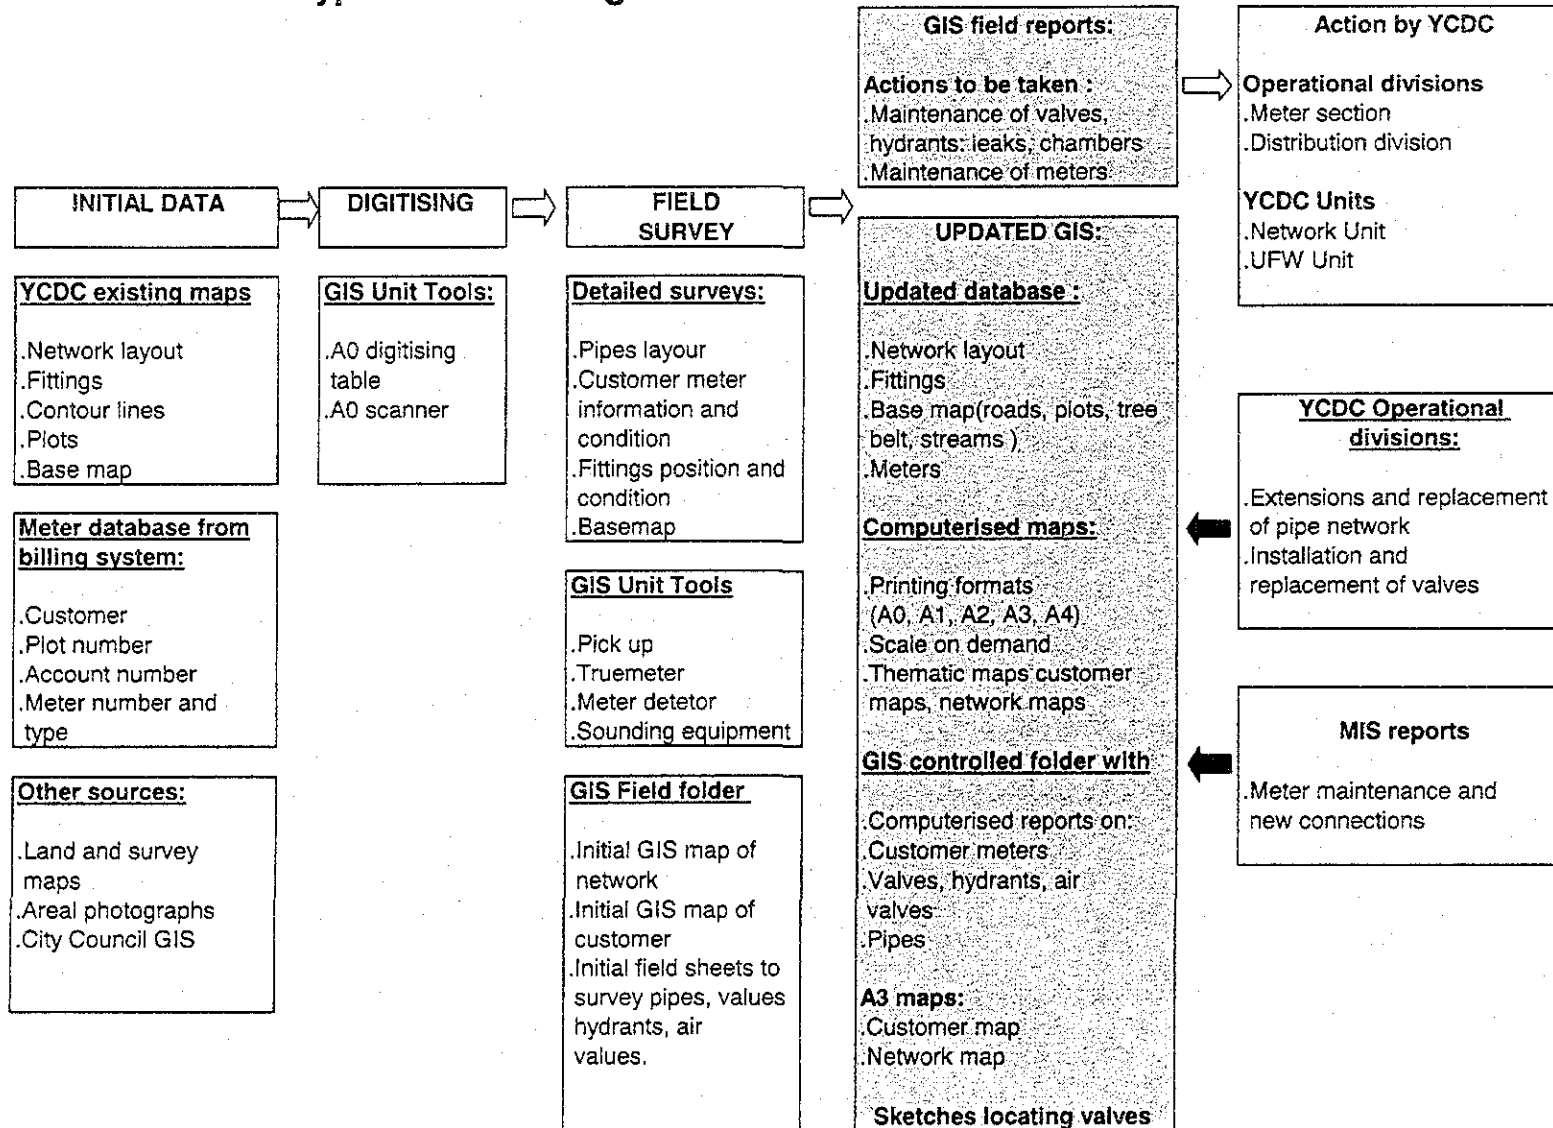 GIS field reports:
Actions to be taken :
.Maintenance of valves,
hydrants: leaks, chambers
.Maintenance of meters
Action by YCDC
Operational divisions
.Meter section
.Distribution division
YCDC Units
.Network Unit
.UFW Unit
INITIAL DATA
DIGITISING
FIELD
SURVEY
YCDC existing maps
.Network layout
.Fittings
.Contour lines
.Plots
.Base map
Meter database from
billing system:
.Customer
.Plot number
.Account number
.Meter number and
type
Other sources:
.Land and survey
maps
.Areal photographs
.City Council GIS
GIS Unit Tools:
.A0 digitising
table
.A0 scanner
Detailed surveys:
.Pipes layour
.Customer meter
information and
condition
.Fittings position and
condition
.Basemap
GIS Unit Tools
.Pick up
.Truemeter
.Meter detetor
.Sounding equipment
GIS Field folder
.Initial GIS map of
network
.Initial GIS map of
customer
.Initial field sheets to
survey pipes, values
hydrants, air
values.
UPDATED GIS:
Updated database :
.Network layout
.Fittings
.Base map(roads, plots, tree
belt, streams )
.Meters
Computerised maps:
.Printing formats
(A0, A1, A2, A3, A4)
.Scale on demand
.Thematic maps customer
maps, network maps
GIS controlled folder with
.Computerised reports on:
.Customer meters
.Valves, hydrants, air
valves
.Pipes
A3 maps:
.Customer map
.Network map
Sketches locating valves
YCDC Operational
divisions:
.Extensions and replacement
of pipe network
.Installation and
replacement of valves
MIS reports
.Meter maintenance and
new connections